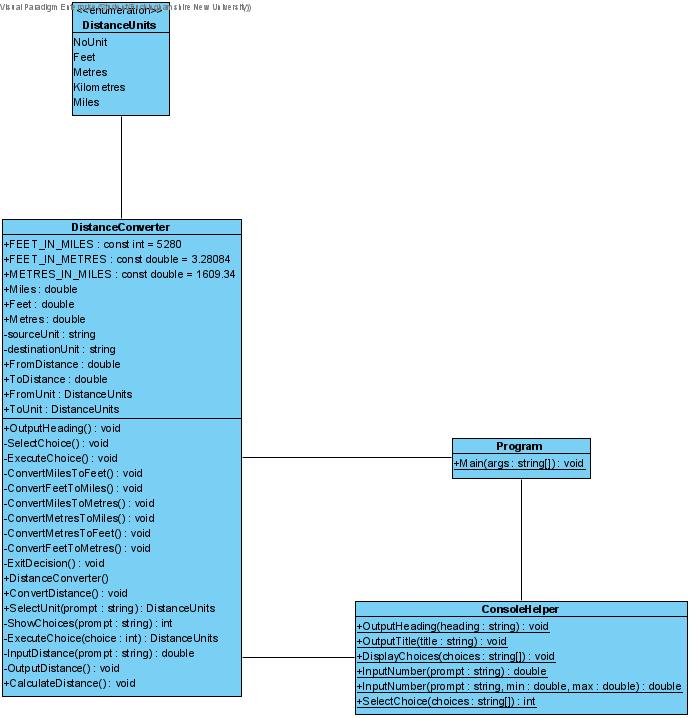 Visual Paradigm
shire New University))
<<enumeration>>
DistanceUnits
NoUnit
Feet
Metres
Kilometres
Miles
DistanceConverter
+FEET_IN_MILES : const int = 5280
+FEET_IN_METRES : const double = 3.28084
+METRES_IN_MILES : const double = 1609.34
+Miles : double
+Feet : double
+Metres : double
-sourceUnit : string
-destinationUnit : string
+FromDistance : double
+ToDistance : double
+FromUnit : DistanceUnits
+ToUnit : DistanceUnits
+OutputHeading() : void
-SelectChoice() : void
-ExecuteChoice() : void
-ConvertMilesToFeet() : void
-ConvertFeetToMiles() : void
-ConvertMilesToMetres() : void
-ConvertMetresToMiles() : void
-ConvertMetresToFeet() : void
-ConvertFeetToMetres() : void
-ExitDecision() : void
+DistanceConverter()
+ConvertDistance() : void
+SelectUnit(prompt : string) : DistanceUnits
-ShowChoices(prompt : string) : int
-ExecuteChoice(choice : int) : DistanceUnits
-InputDistance(prompt : string) : double
-OutputDistance() : void
+CalculateDistance() : void
Program
+Main(args : string[]) : void
ConsoleHelper
+OutputHeading(heading : string) : void
+OutputTitle(title : string) : void
+DisplayChoices(choices : string[]) : void
+InputNumber(prompt : string) : double
+InputNumber(prompt : string, min : double, max : double) : double
+SelectChoice(choices : string[]) : int